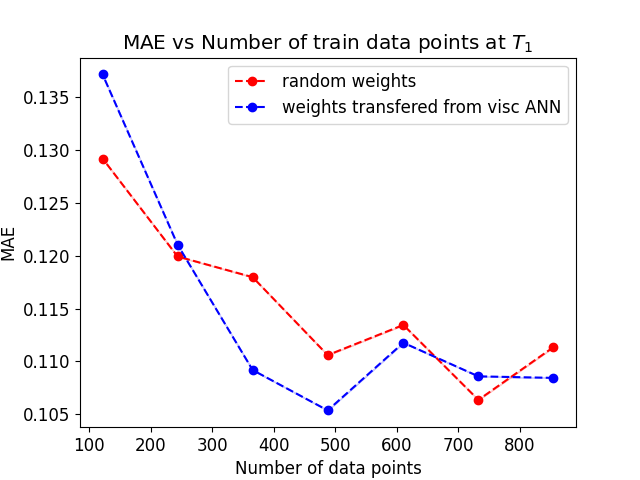 MAE vs Number of train data points at T₁
random weights
weights transfered from visc ANN
MAE
0.135
0.130
0.125
0.120
0.115
0.110
0.105
100 200 300 400 500 600 700 800
Number of data points